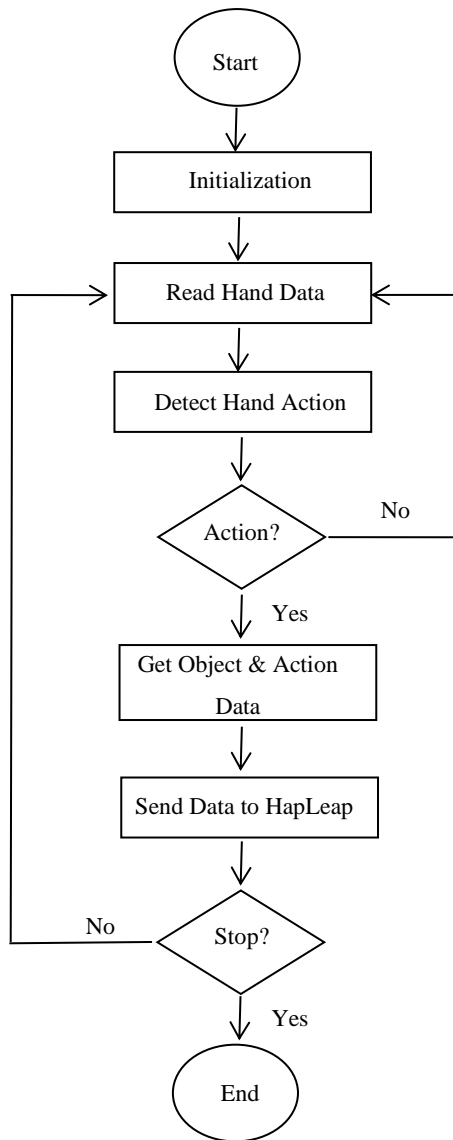 Start
Initialization
Read Hand Data
Detect Hand Action
Action?
No
Yes
Get Object & Action
Data
Send Data to HapLeap
Stop?
No
Yes
End